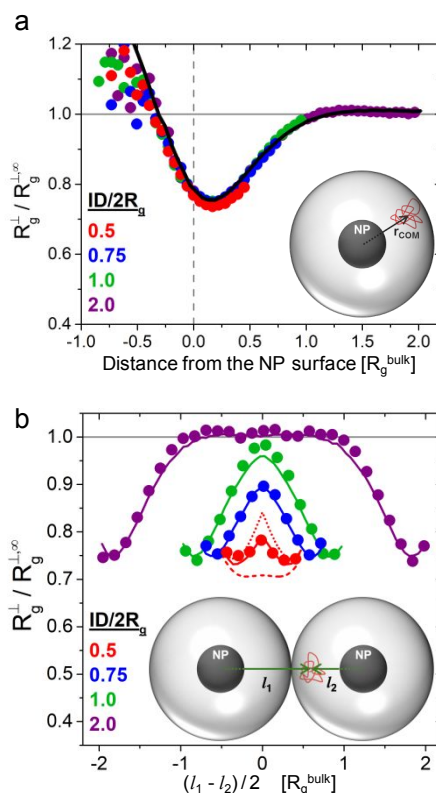 a
1.2
1.0
0.8
0.6
0.4
R_g^⊥ / R_g^{⊥,∞}
ID/2R_g
0.5
0.75
1.0
2.0
NP
r_COM
-1.0 -0.5 0.0 0.5 1.0 1.5 2.0
Distance from the NP surface [R_g^bulk]
b
1.0
0.9
0.8
0.7
0.6
0.5
0.4
R_g^⊥ / R_g^{⊥,∞}
ID/2R_g
0.5
0.75
1.0
2.0
NP NP
l_1 l_2
-2 -1 0 1 2
(l_1 - l_2)/2 [R_g^bulk]